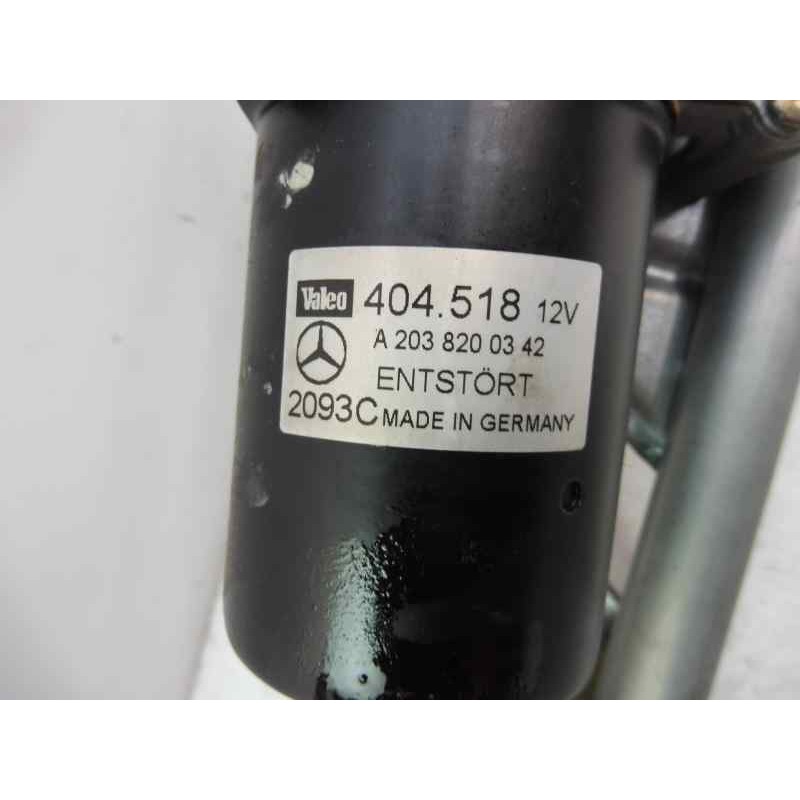 Valeo 404.518 12V
A 203 820 03 42
ENTSTÖRT
2093C MADE IN GERMANY